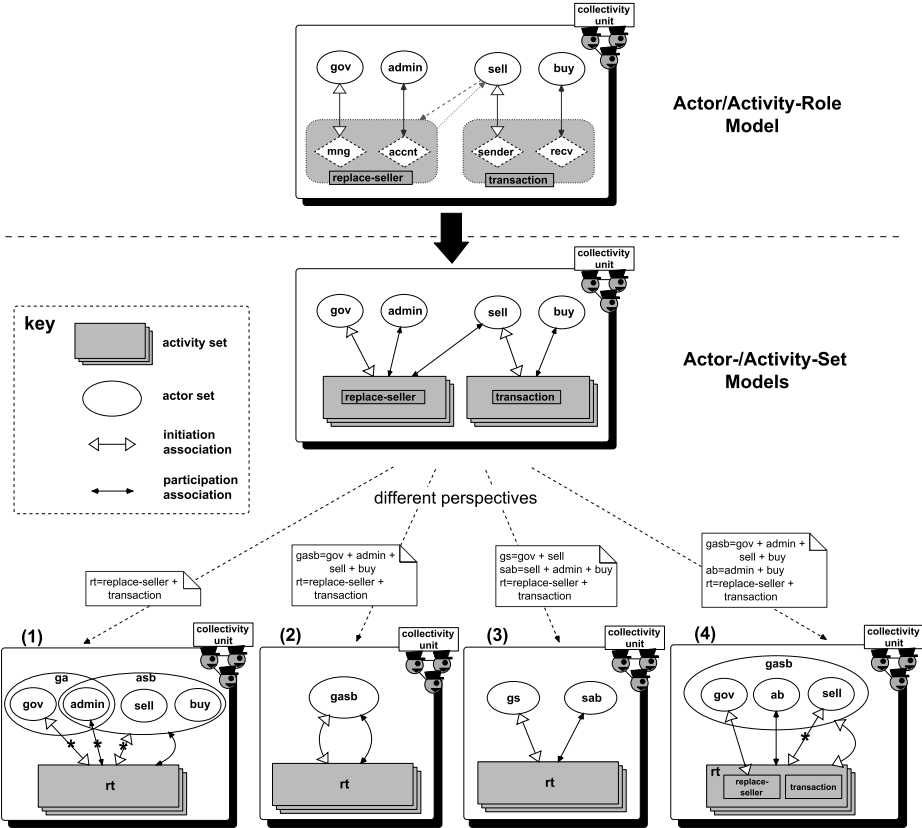 collectivity
unit
gov
admin
sell
buy
mng
accnt
sender
recv
replace-seller
transaction
Actor/Activity-Role
Model
collectivity
unit
gov
admin
sell
buy
replace-seller
transaction
Actor-/Activity-Set
Models
key
activity set
actor set
initiation
association
participation
association
different perspectives
rt=replace-seller +
transaction
gasb=gov + admin +
sell + buy
rt=replace-seller +
transaction
gs=gov + sell
sab=sell + admin + buy
rt=replace-seller +
transaction
gasb=gov + admin +
sell + buy
ab=admin + buy
rt=replace-seller +
transaction
(1)
collectivity
unit
ga
asb
gov
admin
sell
buy
*
*
*
rt
(2)
collectivity
unit
gasb
rt
(3)
collectivity
unit
gs
sab
rt
(4)
collectivity
unit
gasb
gov
ab
sell
*
rt
replace-
seller
transaction